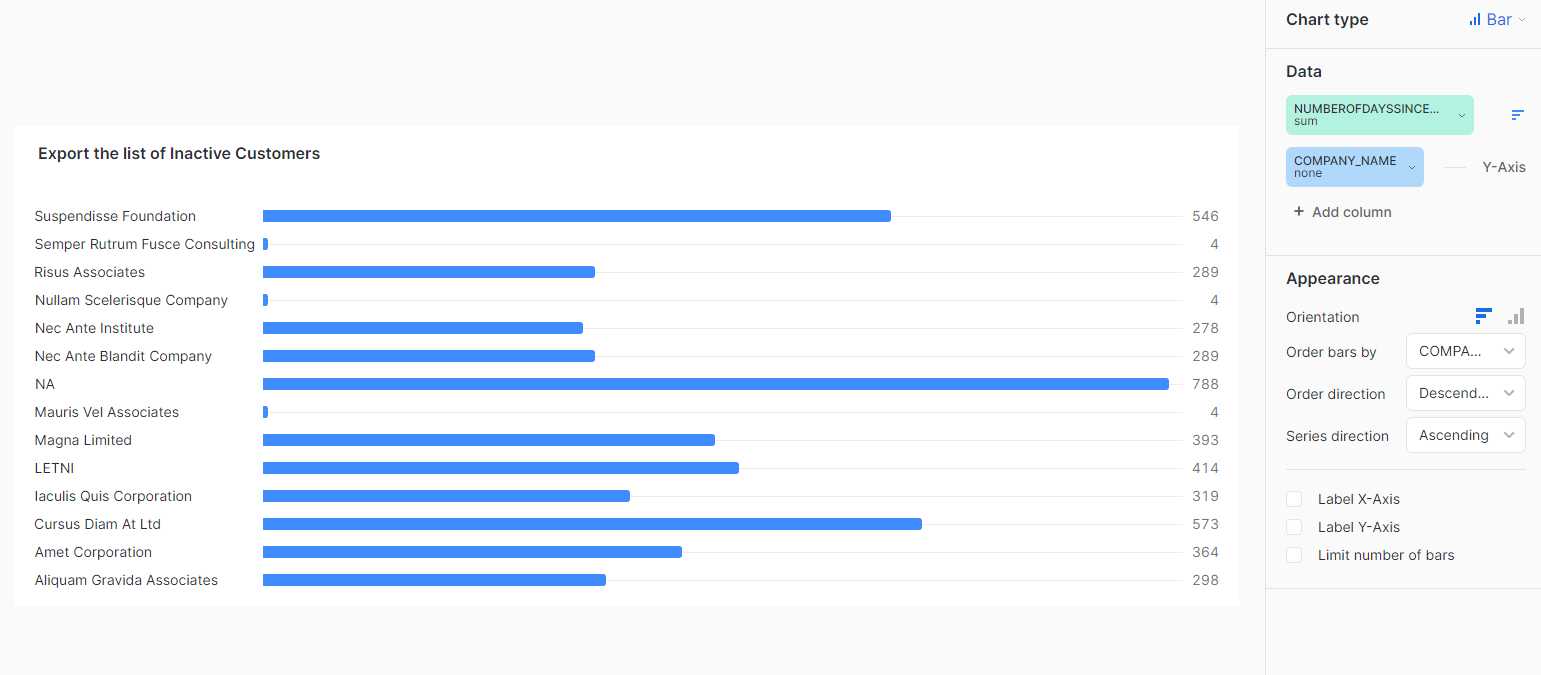 Export the list of Inactive Customers
Suspendisse Foundation 546
Semper Rutrum Fusce Consulting 4
Risus Associates 289
Nullam Scelerisque Company 4
Nec Ante Institute 278
Nec Ante Blandit Company 289
NA 788
Mauris Vel Associates 4
Magna Limited 393
LETNI 414
Iaculis Quis Corporation 319
Cursus Diam At Ltd 573
Amet Corporation 364
Aliquam Gravida Associates 298
Chart type Bar
Data
NUMBEROFDAYSSINCE...
sum
COMPANY_NAME
none
Y-Axis
+ Add column
Appearance
Orientation
Order bars by COMPA...
Order direction Descend...
Series direction Ascending
Label X-Axis
Label Y-Axis
Limit number of bars